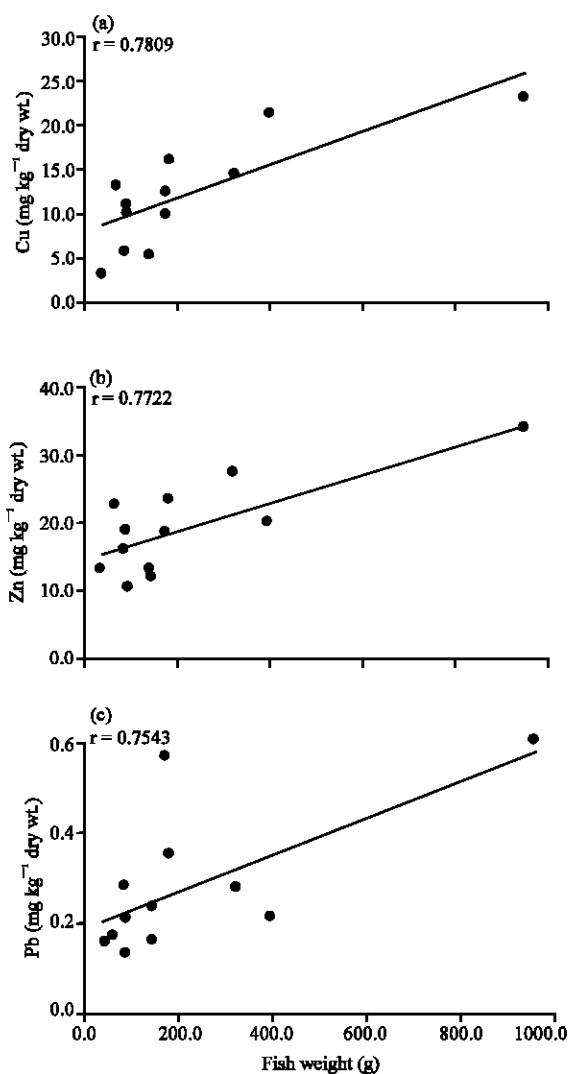 (a)
r = 0.7809
30.0
25.0
20.0
15.0
10.0
5.0
0.0
Cu (mg kg⁻¹ dry wt.)
(b)
r = 0.7722
40.0
30.0
20.0
10.0
0.0
Zn (mg kg⁻¹ dry wt.)
(c)
r = 0.7543
0.6
0.4
0.2
0.0
Pb (mg kg⁻¹ dry wt.)
0.0 200.0 400.0 600.0 800.0 1000.0
Fish weight (g)